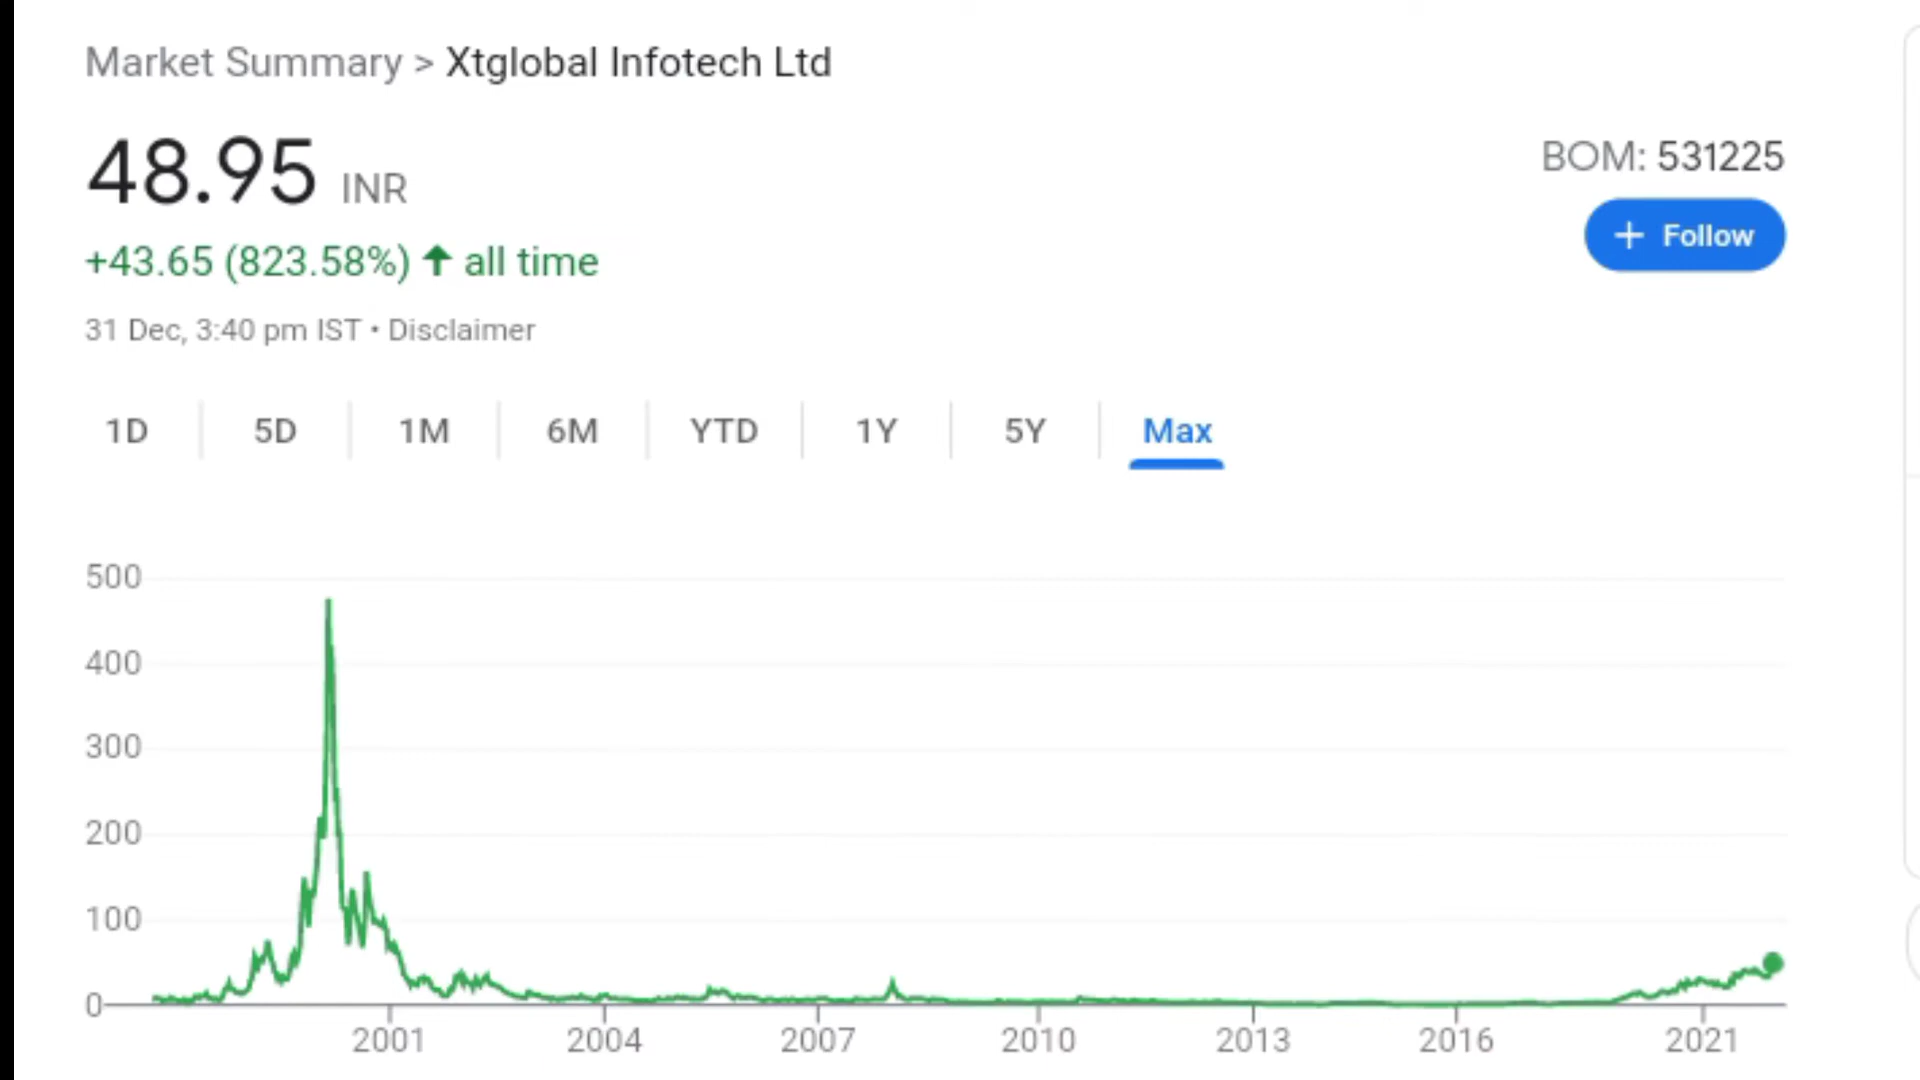 Market Summary > Xtglobal Infotech Ltd
48.95 INR
BOM: 531225
+ Follow
+43.65 (823.58%) ↑ all time
31 Dec, 3:40 pm IST • Disclaimer
1D 5D 1M 6M YTD 1Y 5Y Max
500
400
300
200
100
0
2001 2004 2007 2010 2013 2016 2021